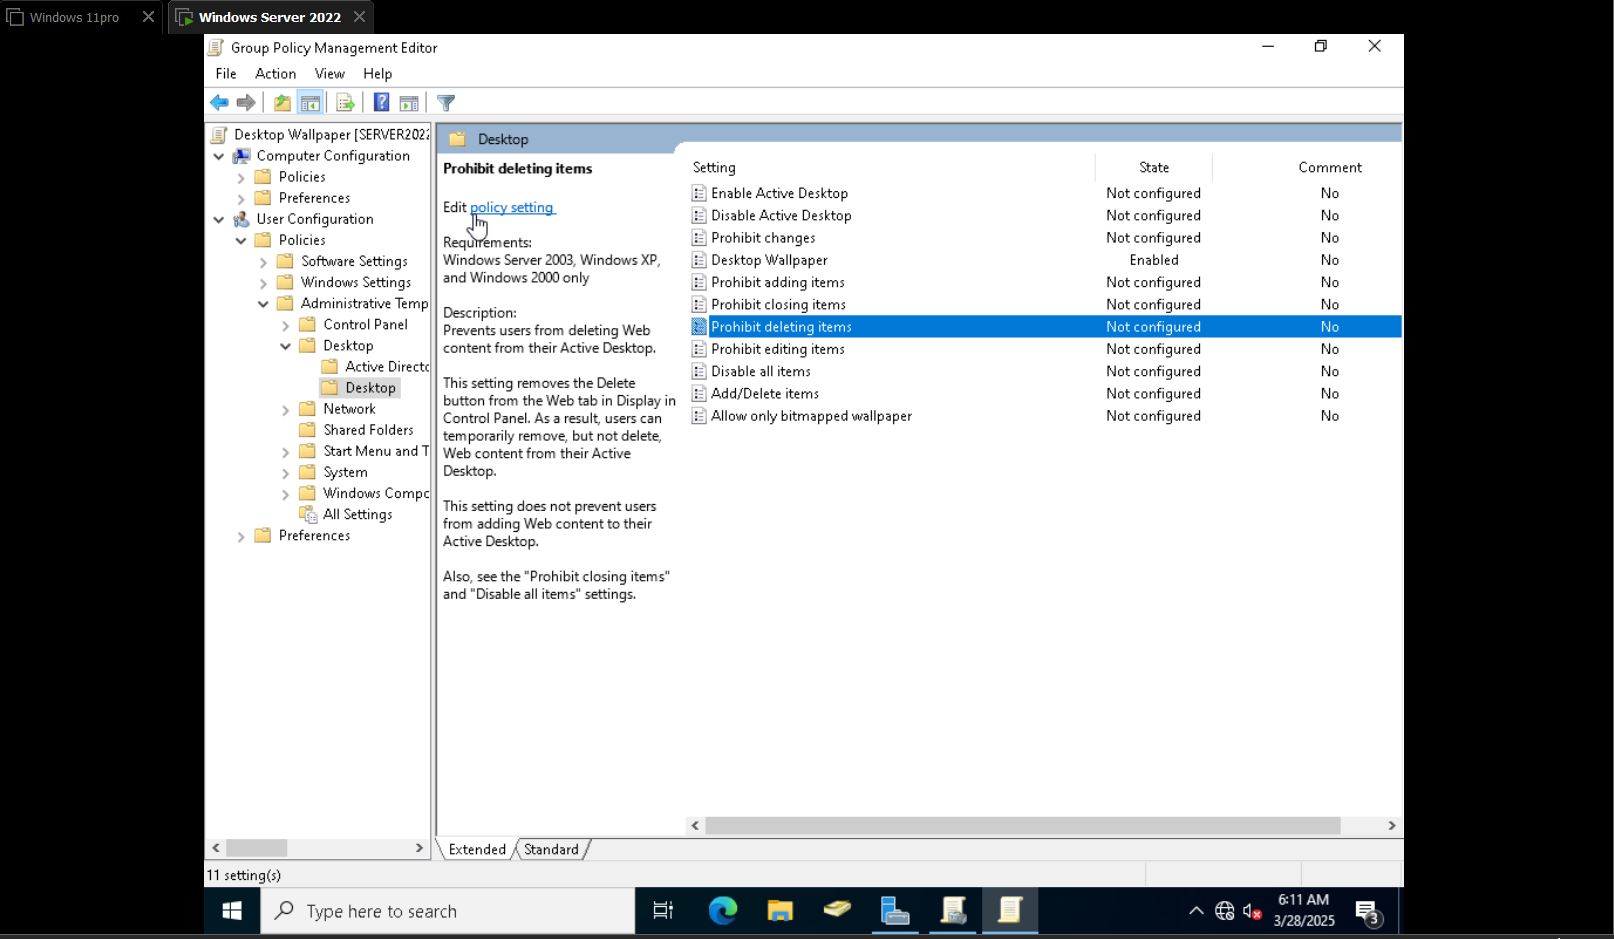 Windows 11pro
Windows Server 2022
Group Policy Management Editor
File Action View Help
Desktop Wallpaper [SERVER2022
Computer Configuration
Policies
Preferences
User Configuration
Policies
Software Settings
Windows Settings
Administrative Temp
Control Panel
Desktop
Active Directo
Desktop
Network
Shared Folders
Start Menu and T
System
Windows Compo
All Settings
Preferences
Desktop
Prohibit deleting items
Edit policy setting
Requirements:
Windows Server 2003, Windows XP,
and Windows 2000 only
Description:
Prevents users from deleting Web
content from their Active Desktop.
This setting removes the Delete
button from the Web tab in Display in
Control Panel. As a result, users can
temporarily remove, but not delete,
Web content from their Active
Desktop.
This setting does not prevent users
from adding Web content to their
Active Desktop.
Also, see the "Prohibit closing items"
and "Disable all items" settings.
Setting State Comment
Enable Active Desktop Not configured No
Disable Active Desktop Not configured No
Prohibit changes Not configured No
Desktop Wallpaper Enabled No
Prohibit adding items Not configured No
Prohibit closing items Not configured No
Prohibit deleting items Not configured No
Prohibit editing items Not configured No
Disable all items Not configured No
Add/Delete items Not configured No
Allow only bitmapped wallpaper Not configured No
Extended Standard
11 setting(s)
Type here to search
6:11 AM
3/28/2025
3